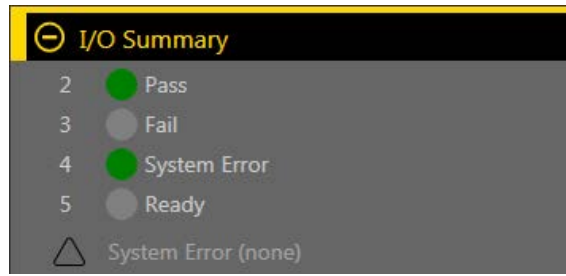 I/O Summary
2 Pass
3 Fail
4 System Error
5 Ready
System Error (none)